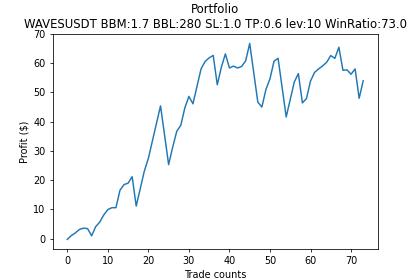 Portfolio
WAVESUSDT BBM:1.7 BBL:280 SL:1.0 TP:0.6 lev:10 WinRatio:73.0
Profit ($)
70
60
50
40
30
20
10
0
0 10 20 30 40 50 60 70
Trade counts